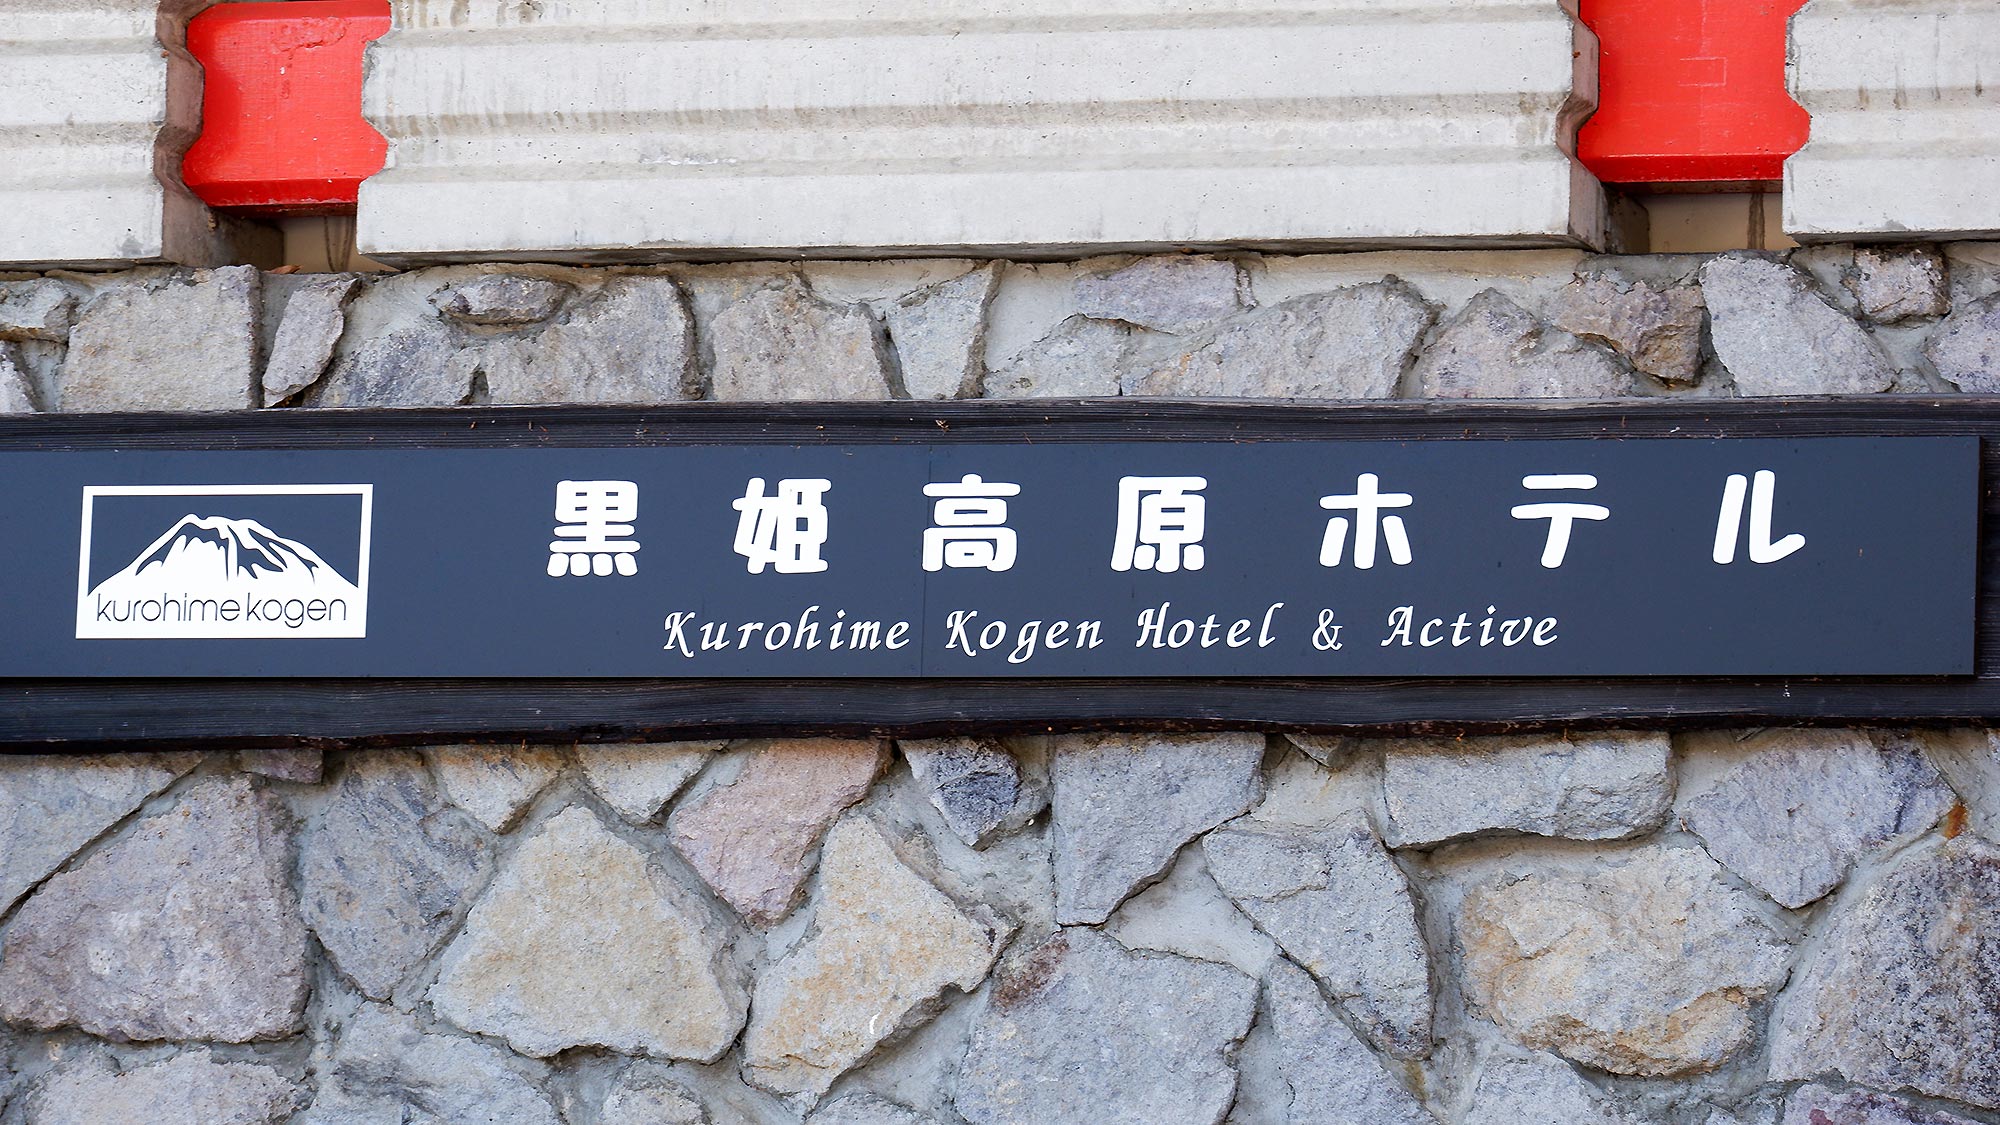 kurohime kogen
黒姫高原ホテル
Kurohime Kogen Hotel & Active